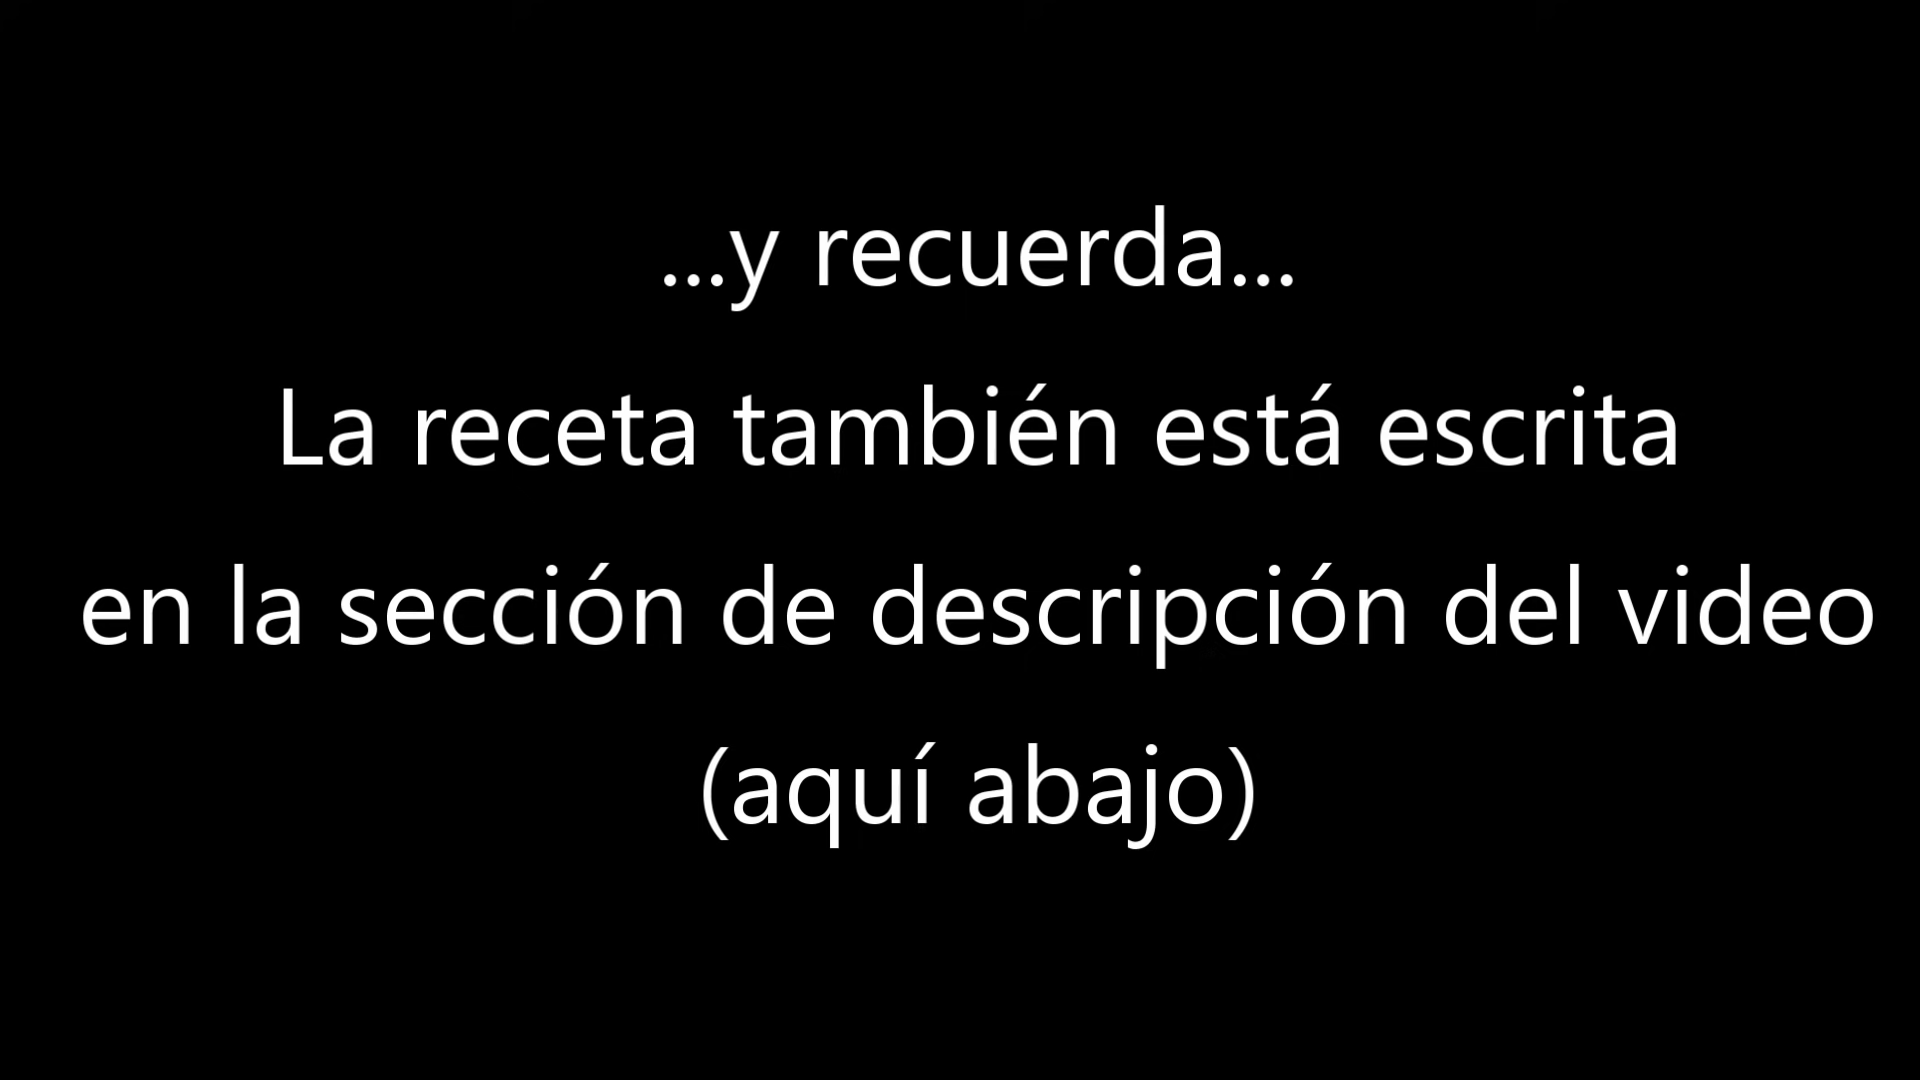 ...y recuerda...
La receta también está escrita
en la sección de descripción del video
(aquí abajo)